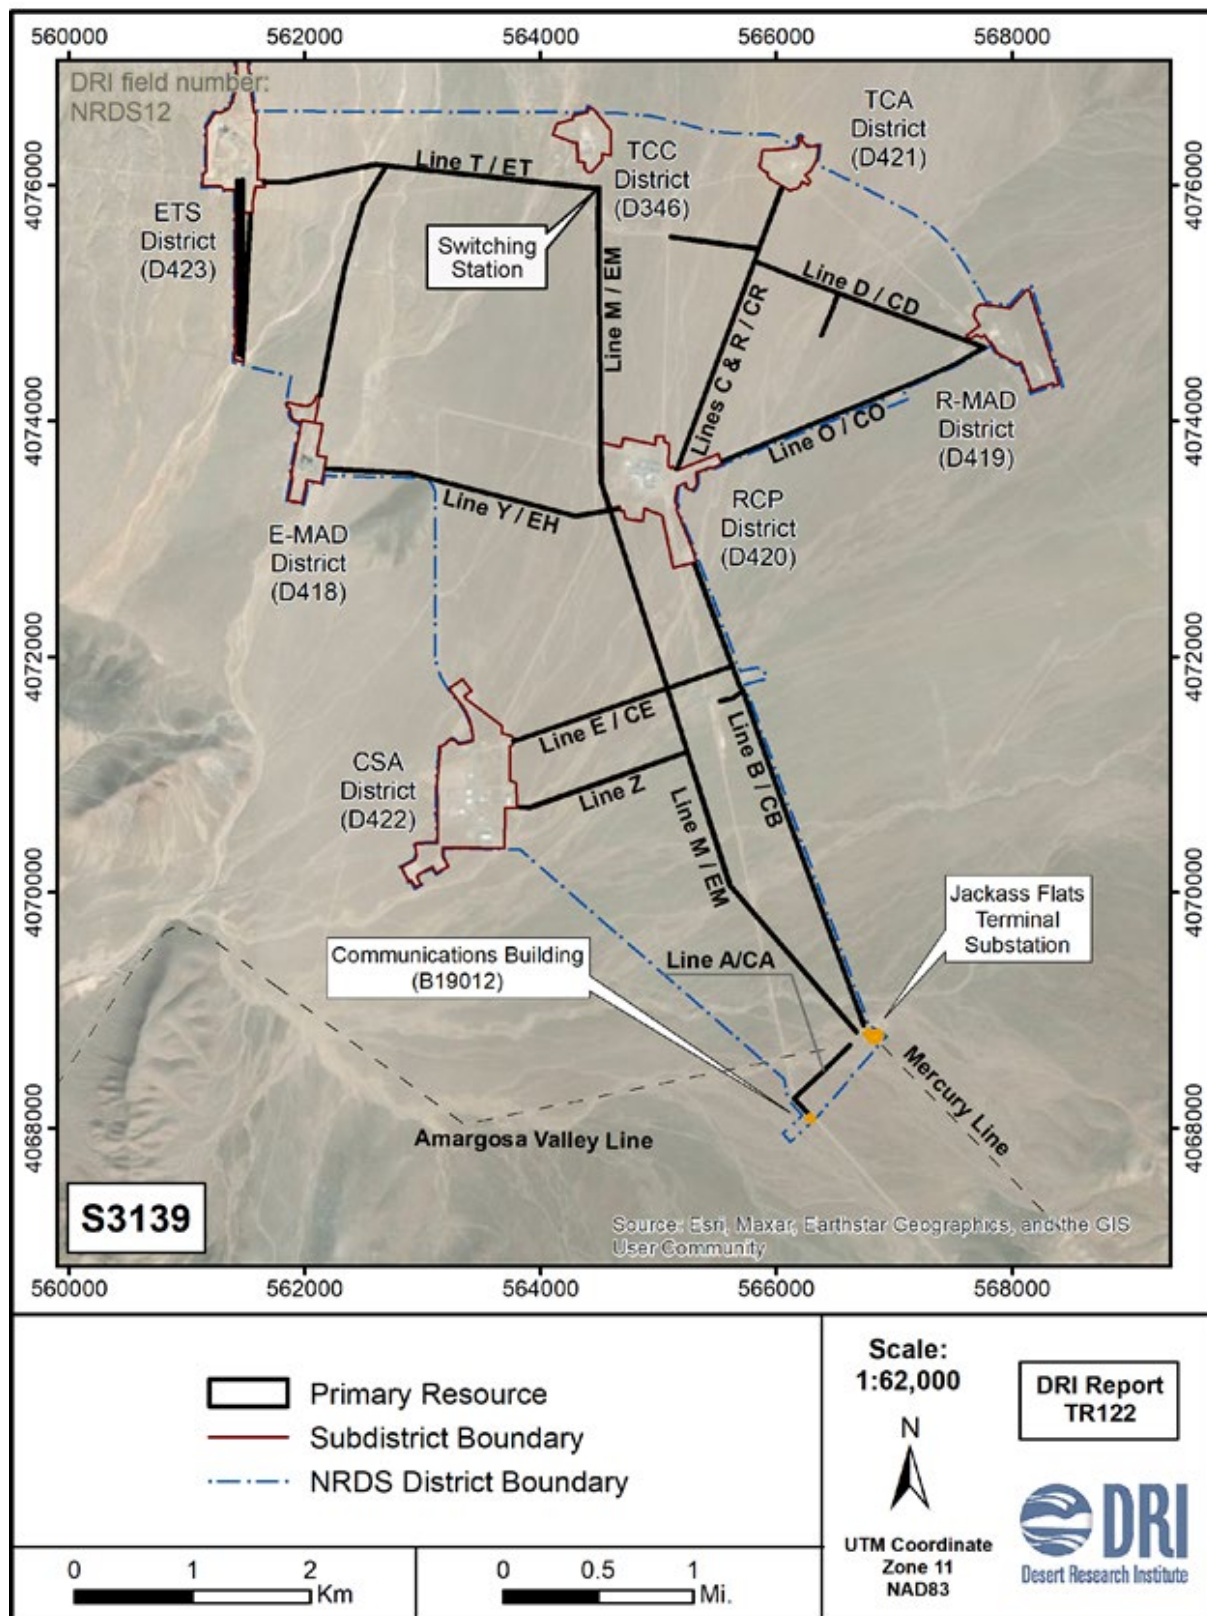 560000 562000 564000 566000 568000
DRI field number:
NRDS12
TCA
District
(D421)
TCC
District
(D346)
Line T / ET
4076000
4076000
ETS
District
(D423)
Switching
Station
Line M / EM
Lines C & R / CR
Line D / CD
Line O / CO
R-MAD
District
(D419)
4074000
4074000
E-MAD
District
(D418)
Line Y / EH
RCP
District
(D420)
4072000
4072000
CSA
District
(D422)
Line E / CE
Line Z
Line M / EM
Line B / CB
4070000
4070000
Jackass Flats
Terminal
Substation
Communications Building
(B19012)
Line A/CA
Mercury Line
Amargosa Valley Line
4068000
4068000
S3139
Source: Esri, Maxar, Earthstar Geographics, and the GIS
User Community
560000 562000 564000 566000 568000
Primary Resource
Subdistrict Boundary
NRDS District Boundary
0 1 2
Km
0 0.5 1
Mi.
Scale:
1:62,000
N
UTM Coordinate
Zone 11
NAD83
DRI Report
TR122
DRI
Desert Research Institute